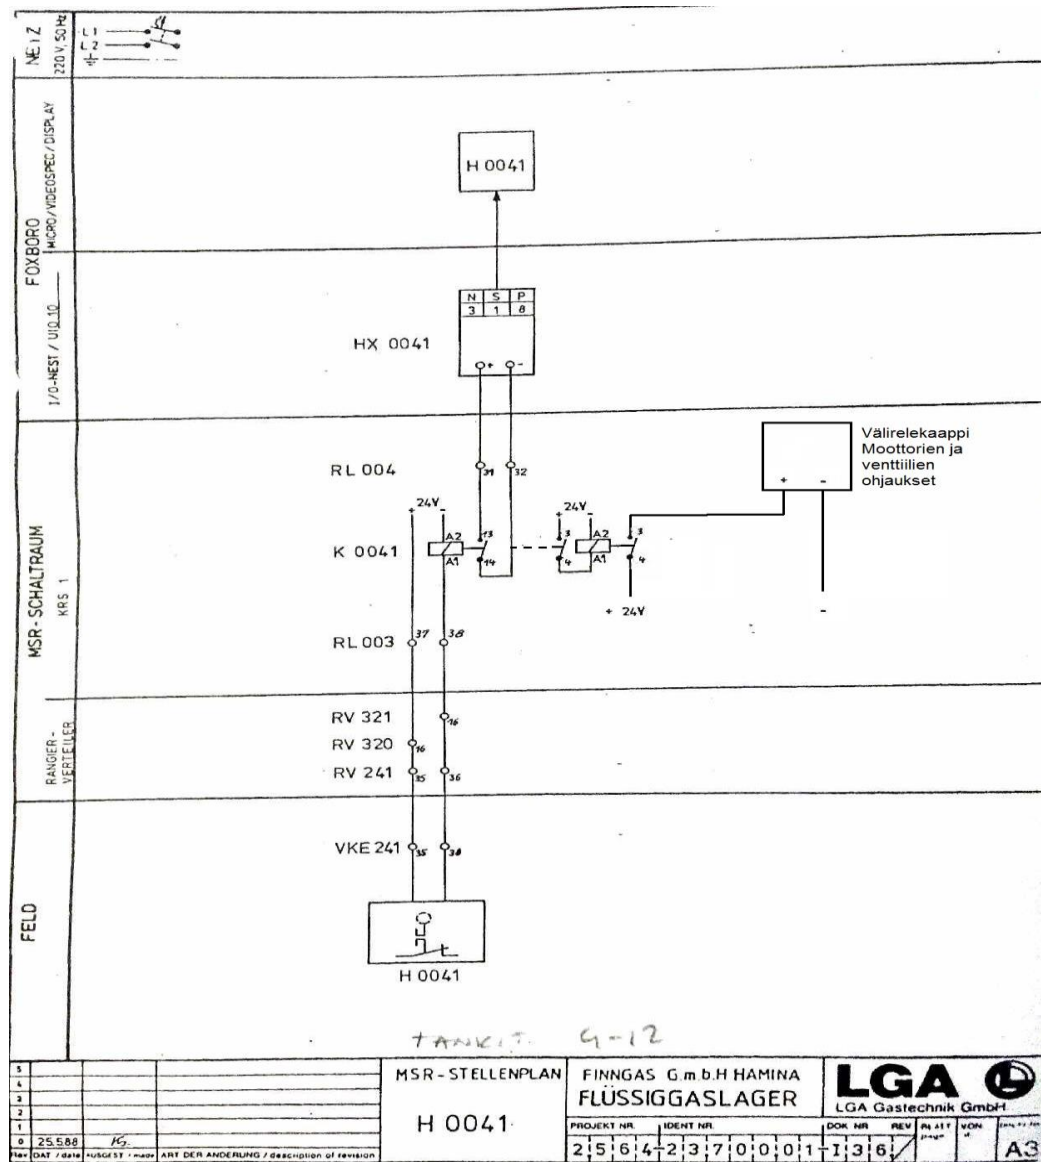 NETZ
220 V, 50 Hz
L 1
L 2
FOXBORO
MICRO/VIDEOSPEC/DISPLAY
H 0041
I/O-NEST / UIO 10
N S P
3 1 8
HX 0041
+ -
MSR-SCHALTRAUM
KRS 1
Välirelekaappi
Moottorien ja
venttiilien
ohjaukset
+ -
RL 004 31 32
+ 24V -
+ 24V -
K 0041 A2 A1 13 14 3 4 A2 A1 3 4
+ 24V -
RL 003 37 38
RANGIER-
VERTEILER
RV 321 16
RV 320 16
RV 241 35 36
FELD
VKE 241 35 38
H 0041
TANKIT G-12
5
4
3
2
1
0 25.5.88
Rev DAT / date AUSGEST / made ART DER ANDERUNG / description of revision
MSR-STELLENPLAN
H 0041
FINNGAS G.m.b.H HAMINA
FLÜSSIGGASLAGER
LGA
LGA Gastechnik GmbH
PROJEKT NR. IDENT NR. DOK NR REV BLATT VON
2 5 6 4 - 2 3 7 0 0 0 1 - I 3 6
A3